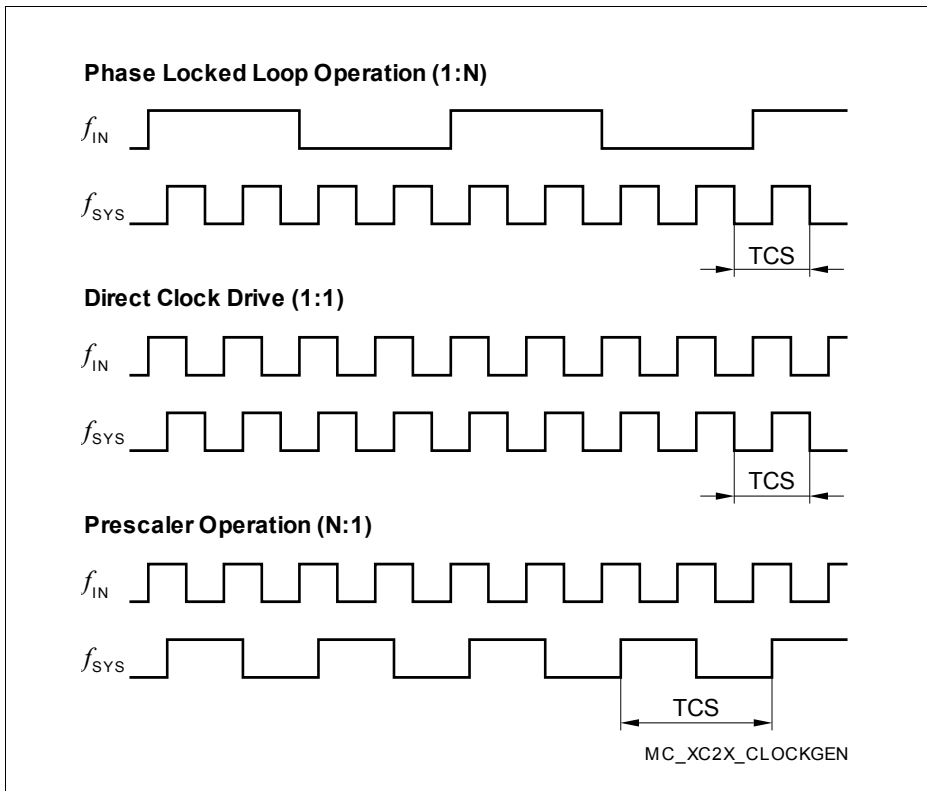 Phase Locked Loop Operation (1:N)
fIN
fSYS
TCS
Direct Clock Drive (1:1)
fIN
fSYS
TCS
Prescaler Operation (N:1)
fIN
fSYS
TCS
MC_XC2X_CLOCKGEN